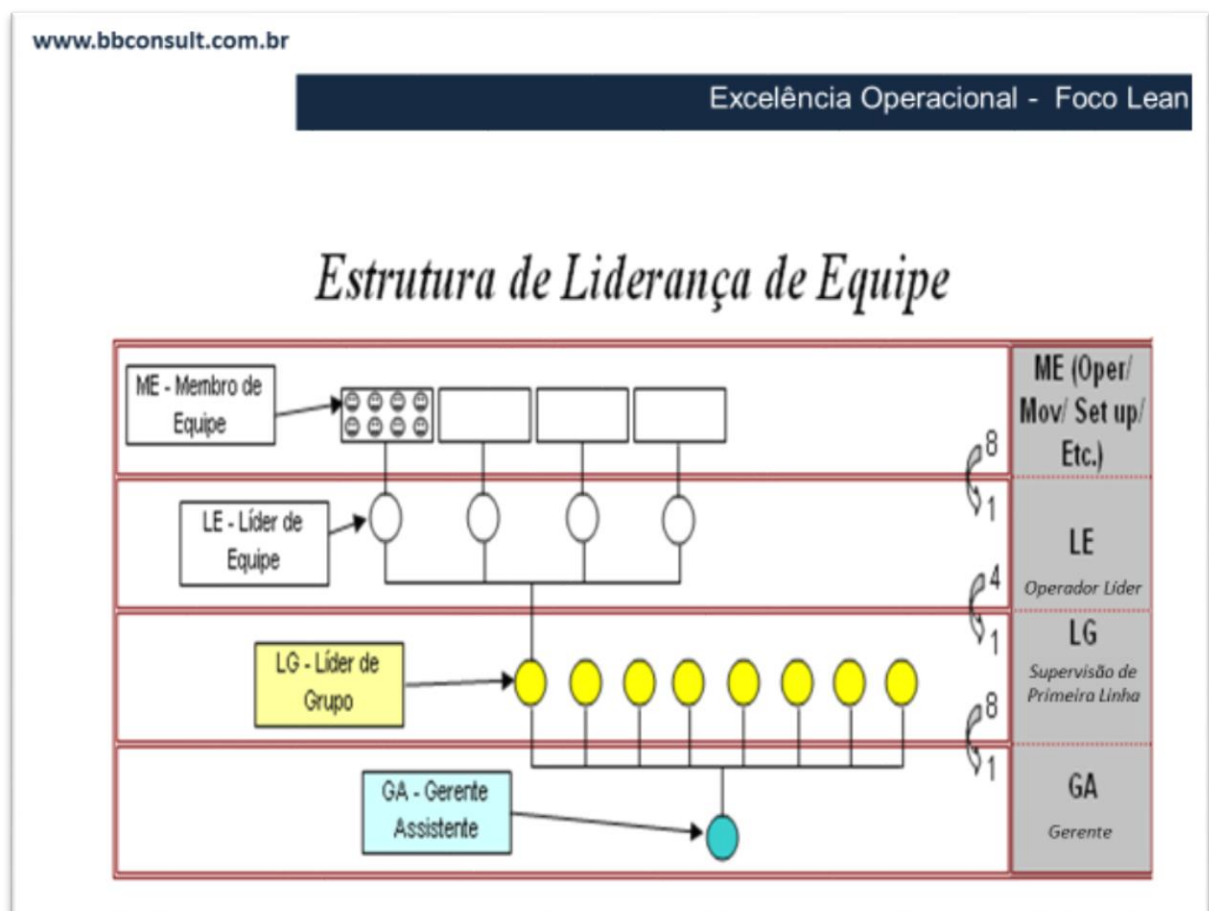 www.bbconsult.com.br
Excelência Operacional - Foco Lean
Estrutura de Liderança de Equipe
ME - Membro de
Equipe
8
1
ME (Oper/
Mov/ Set up/
Etc.)
LE - Líder de
Equipe
4
1
LE
Operador Líder
LG - Líder de
Grupo
8
1
LG
Supervisão de
Primeira Linha
GA - Gerente
Assistente
GA
Gerente